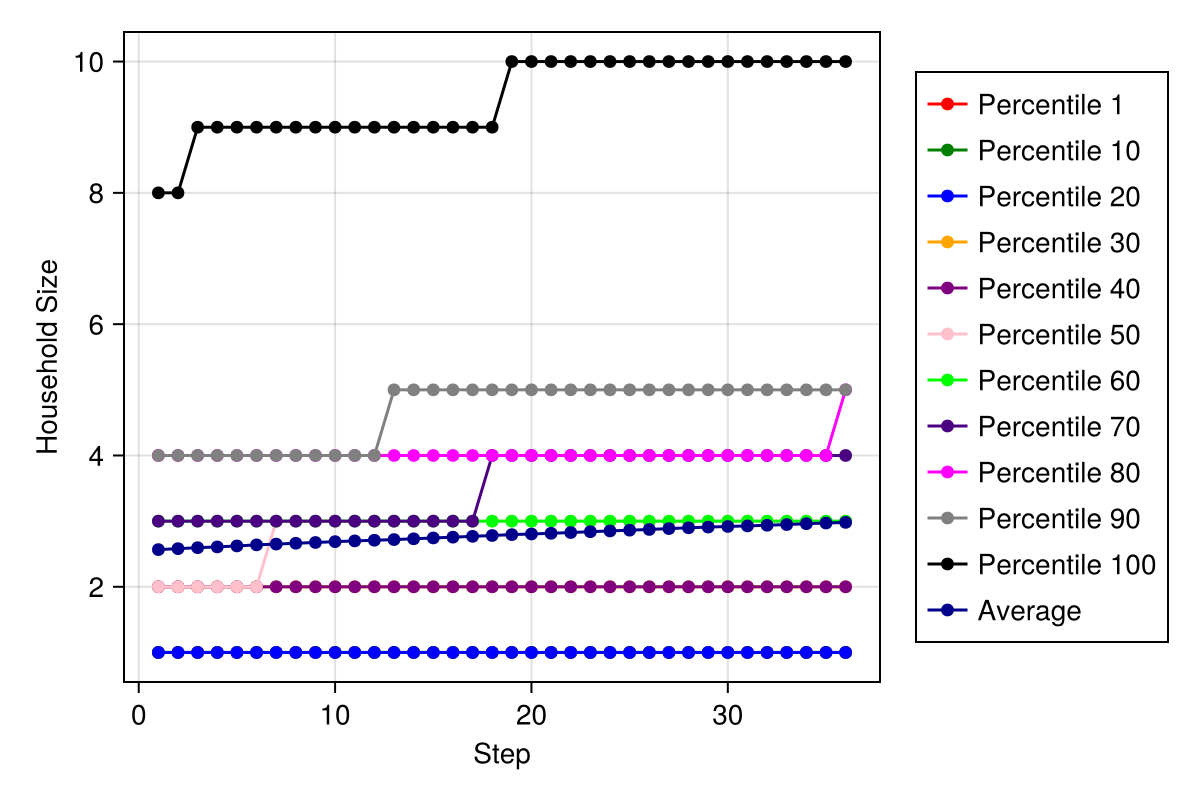 10
8
6
4
2
Household Size
0
10
20
30
Step
Percentile 1
Percentile 10
Percentile 20
Percentile 30
Percentile 40
Percentile 50
Percentile 60
Percentile 70
Percentile 80
Percentile 90
Percentile 100
Average